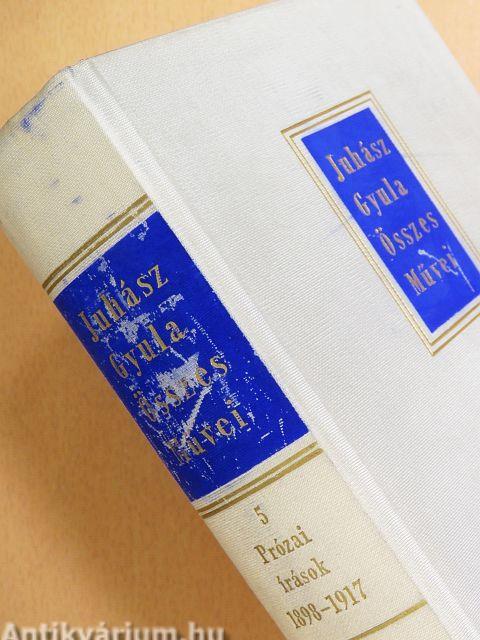 Juhász
Gyula
Összes
Művei
Juhász
Gyula
Összes
Művei
5
Prózai
írások
1898-1917
Antikvárium.hu